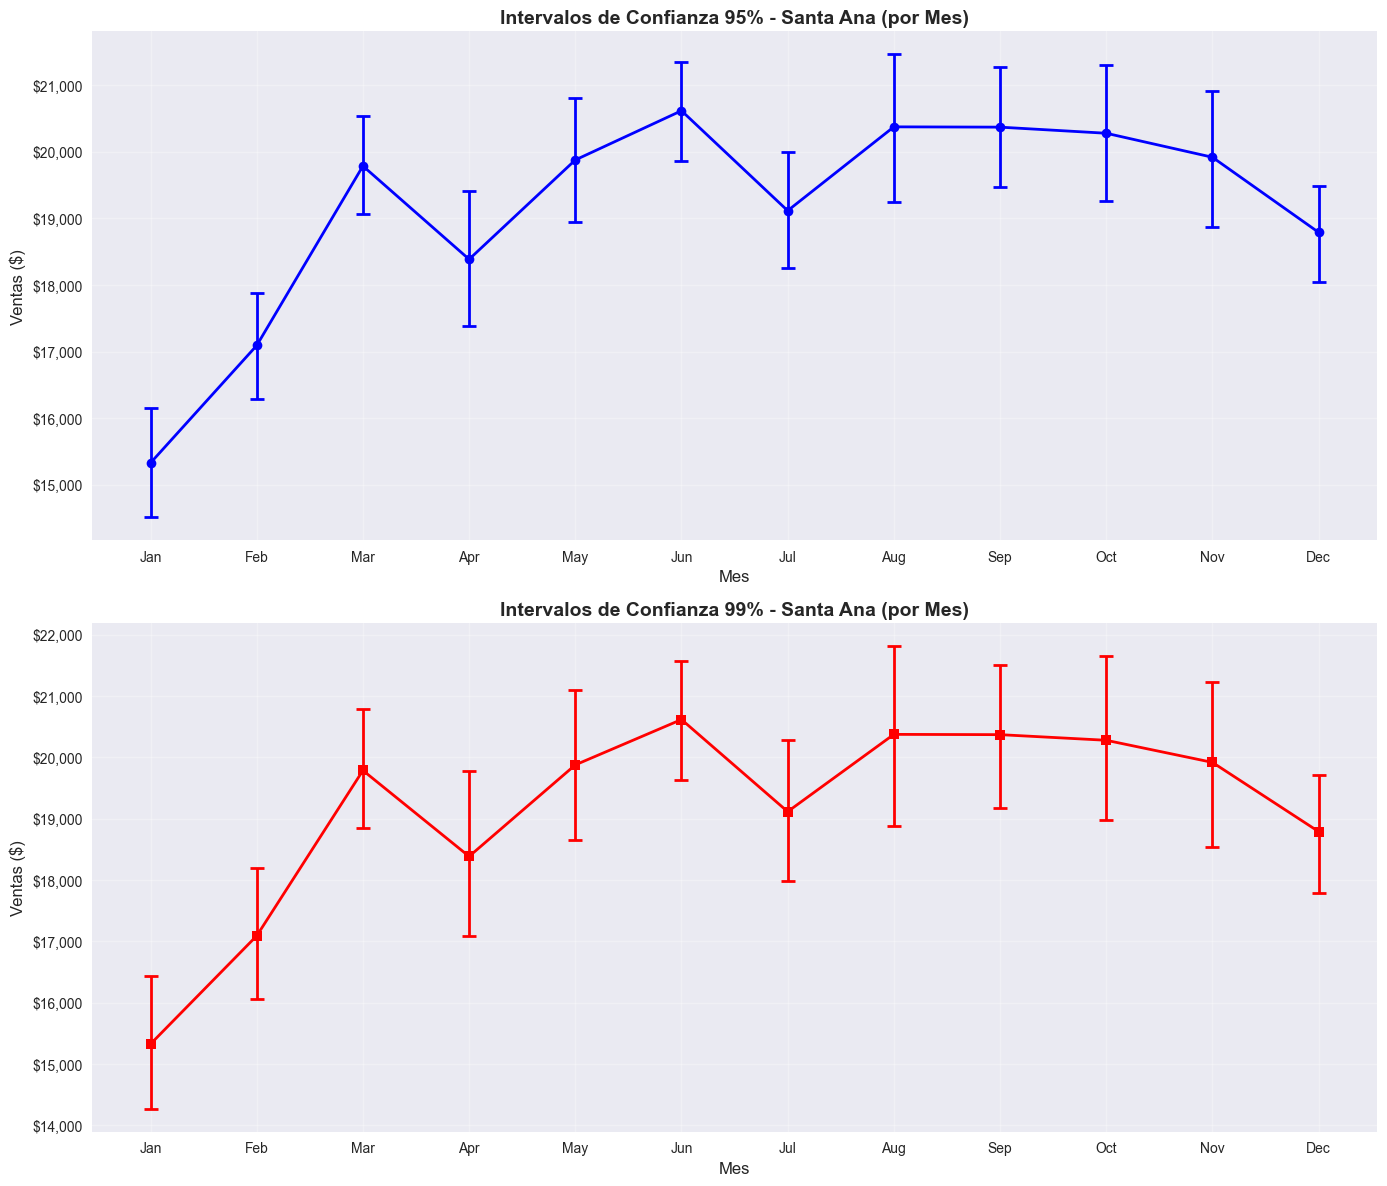 Intervalos de Confianza 95% - Santa Ana (por Mes)
$21,000
$20,000
$19,000
$18,000
$17,000
$16,000
$15,000
Ventas ($)
Jan Feb Mar Apr May Jun Jul Aug Sep Oct Nov Dec
Mes
Intervalos de Confianza 99% - Santa Ana (por Mes)
$22,000
$21,000
$20,000
$19,000
$18,000
$17,000
$16,000
$15,000
$14,000
Ventas ($)
Jan Feb Mar Apr May Jun Jul Aug Sep Oct Nov Dec
Mes